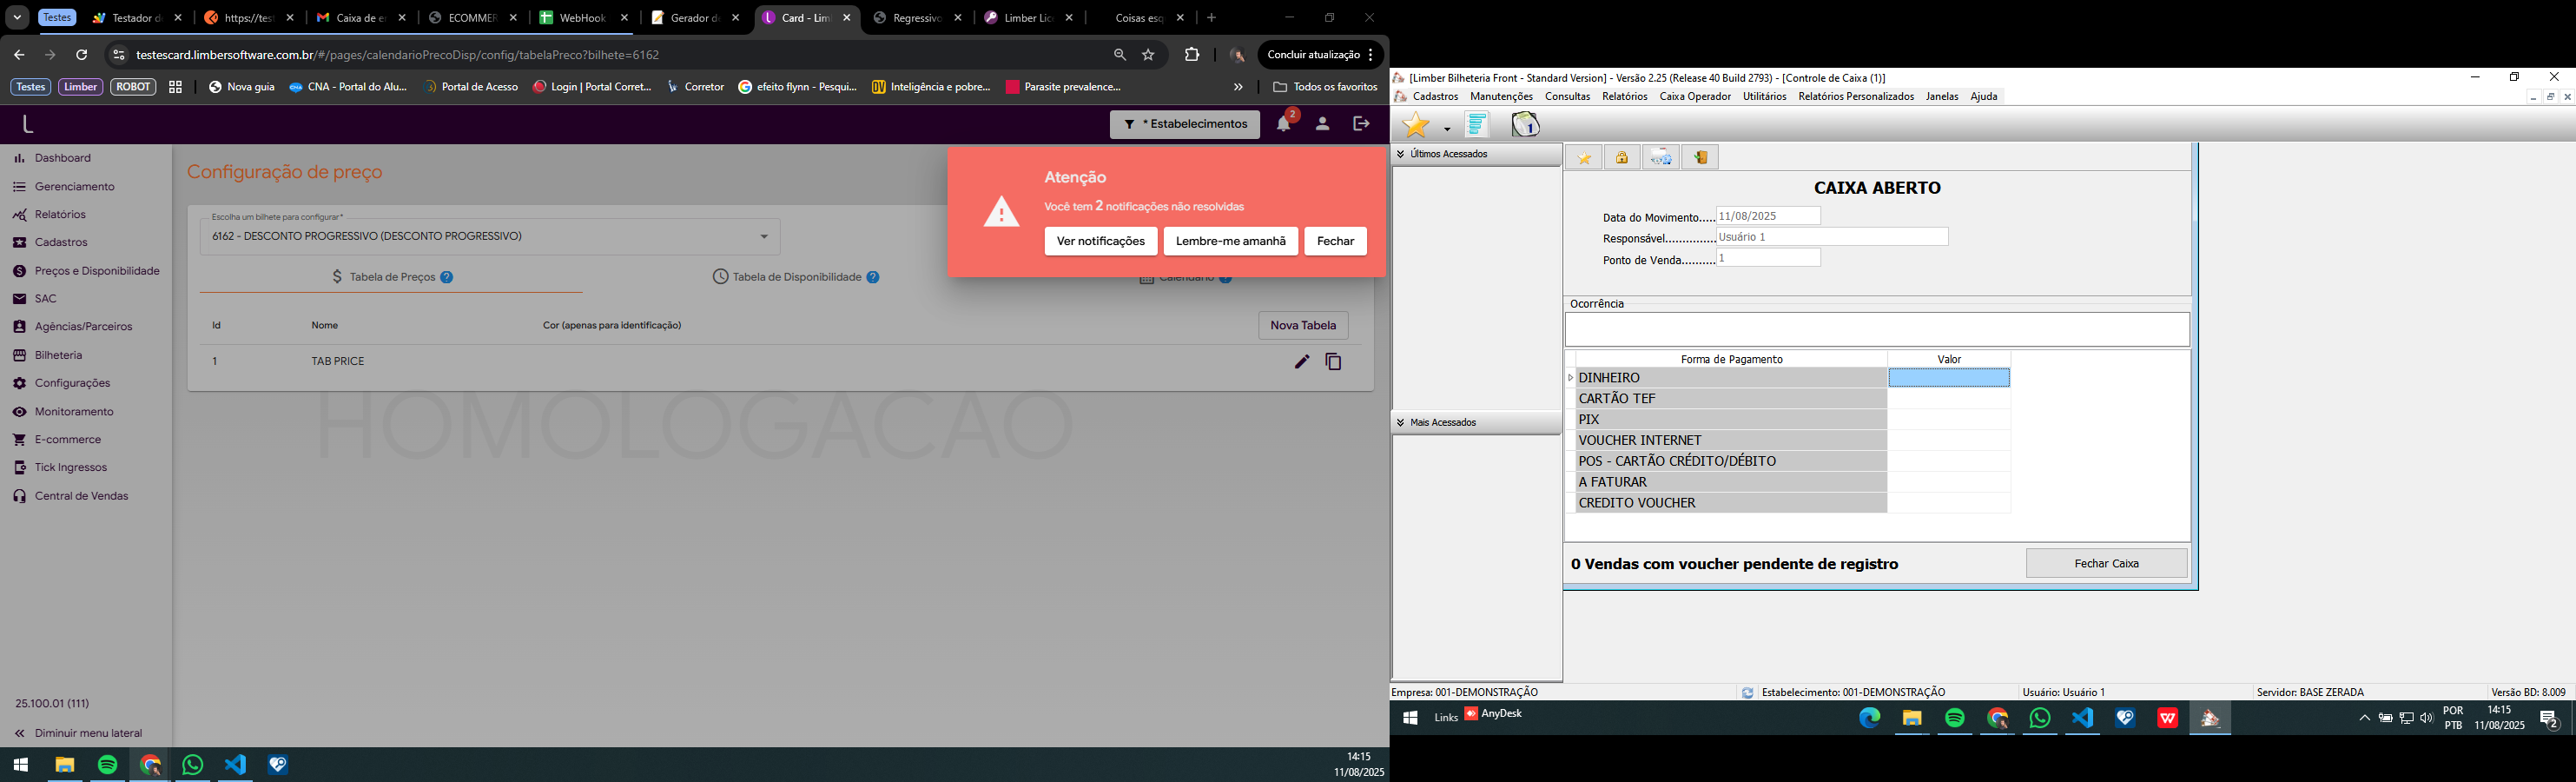 Testes
Testador d
https://tes
Caixa de e
ECOMMER
WebHook
Gerador d
Card - Lim
Regressivo
Limber Lic
Coisas esq
testescard.limbersoftware.com.br/#/pages/calendarioPrecoDisp/config/tabelaPreco?bilhete=6162
Concluir atualização
Testes
Limber
ROBOT
Nova guia
CNA - Portal do Alu...
Portal de Acesso
Login | Portal Corret...
Corretor
efeito flynn - Pesqui...
Inteligência e pobre...
Parasite prevalence...
»
Todos os favoritos
* Estabelecimentos
2
Dashboard
Gerenciamento
Relatórios
Cadastros
Preços e Disponibilidade
SAC
Agências/Parceiros
Bilheteria
Configurações
Monitoramento
E-commerce
Tick Ingressos
Central de Vendas
25.100.01 (111)
Diminuir menu lateral
Configuração de preço
Escolha um bilhete para configurar*
6162 - DESCONTO PROGRESSIVO (DESCONTO PROGRESSIVO)
Tabela de Preços
Tabela de Disponibilidade
Calendário
Id
Nome
Cor (apenas para identificação)
Nova Tabela
1
TAB PRICE
HOMOLOGACAO
Atenção
Você tem 2 notificações não resolvidas
Ver notificações
Lembre-me amanhã
Fechar
14:15
11/08/2025
[Limber Bilheteria Front - Standard Version] - Versão 2.25 (Release 40 Build 2793) - [Controle de Caixa (1)]
Cadastros
Manutenções
Consultas
Relatórios
Caixa Operador
Utilitários
Relatórios Personalizados
Janelas
Ajuda
Últimos Acessados
Mais Acessados
CAIXA ABERTO
Data do Movimento..... 11/08/2025
Responsável.............. Usuário 1
Ponto de Venda.......... 1
Ocorrência
Forma de Pagamento
Valor
DINHEIRO
CARTÃO TEF
PIX
VOUCHER INTERNET
POS - CARTÃO CRÉDITO/DÉBITO
A FATURAR
CREDITO VOUCHER
0 Vendas com voucher pendente de registro
Fechar Caixa
Empresa: 001-DEMONSTRAÇÃO
Estabelecimento: 001-DEMONSTRAÇÃO
Usuário: Usuário 1
Servidor: BASE ZERADA
Versão BD: 8.009
Links
AnyDesk
POR
PTB
14:15
11/08/2025
2